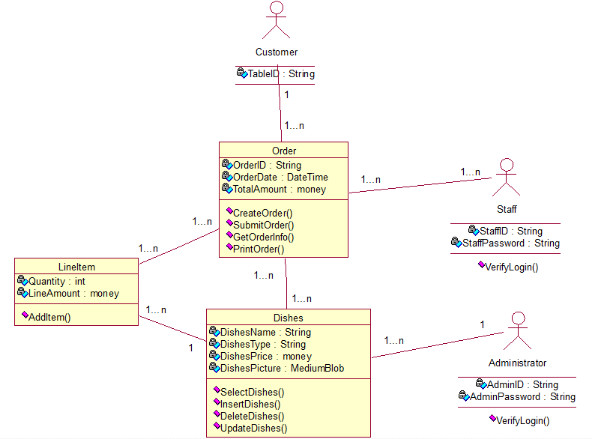 Customer
TableID : String
1
1...n
Order
OrderID : String
OrderDate : DateTime
TotalAmount : money
CreateOrder()
SubmitOrder()
GetOrderInfo()
PrintOrder()
1...n
1...n
Staff
StaffID : String
StaffPassword : String
VerifyLogin()
1...n
1...n
LineItem
Quantity : int
LineAmount : money
AddItem()
1...n
1
1...n
1...n
Dishes
DishesName : String
DishesType : String
DishesPrice : money
DishesPicture : MediumBlob
SelectDishes()
InsertDishes()
DeleteDishes()
UpdateDishes()
1...n
1
Administrator
AdminID : String
AdminPassword : String
VerifyLogin()